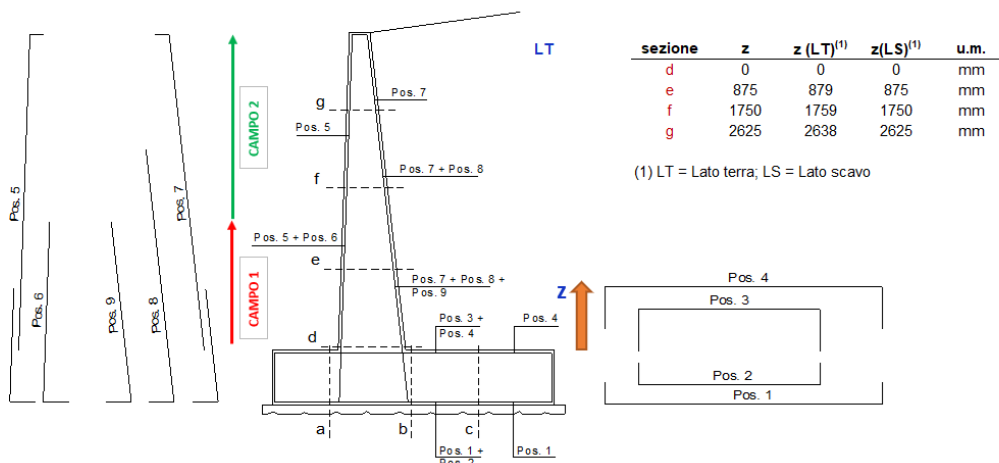 LT
sezione z z (LT)(1) z(LS)(1) u.m.
d 0 0 0 mm
e 875 879 875 mm
f 1750 1759 1750 mm
g 2625 2638 2625 mm
(1) LT = Lato terra; LS = Lato scavo
CAMPO 2
CAMPO 1
Pos. 5
Pos. 6
Pos. 9
Pos. 8
Pos. 7
g
Pos. 7
Pos. 5
f
Pos. 7 + Pos. 8
Pos. 5 + Pos. 6
e
Pos. 7 + Pos. 8 +
Pos. 9
d
Pos. 3 +
Pos. 4
Pos. 4
Z
a
b
c
Pos. 1 +
Pos. 1
Pos. 4
Pos. 3
Pos. 2
Pos. 1